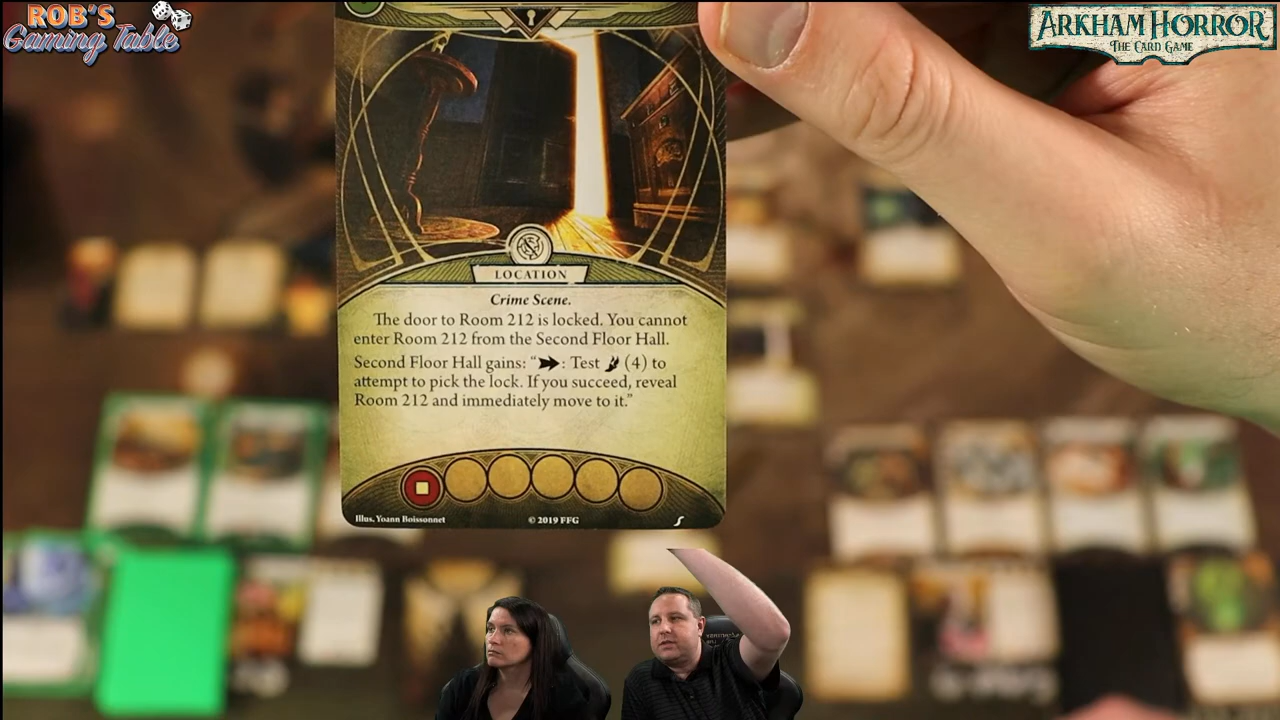 ROB'S
Gaming Table
ARKHAM HORROR
THE CARD GAME
LOCATION
Crime Scene.
The door to Room 212 is locked. You cannot
enter Room 212 from the Second Floor Hall.
Second Floor Hall gains: “ : Test (4) to
attempt to pick the lock. If you succeed, reveal
Room 212 and immediately move to it.”
Illus. Yoann Boissonnet
© 2019 FFG